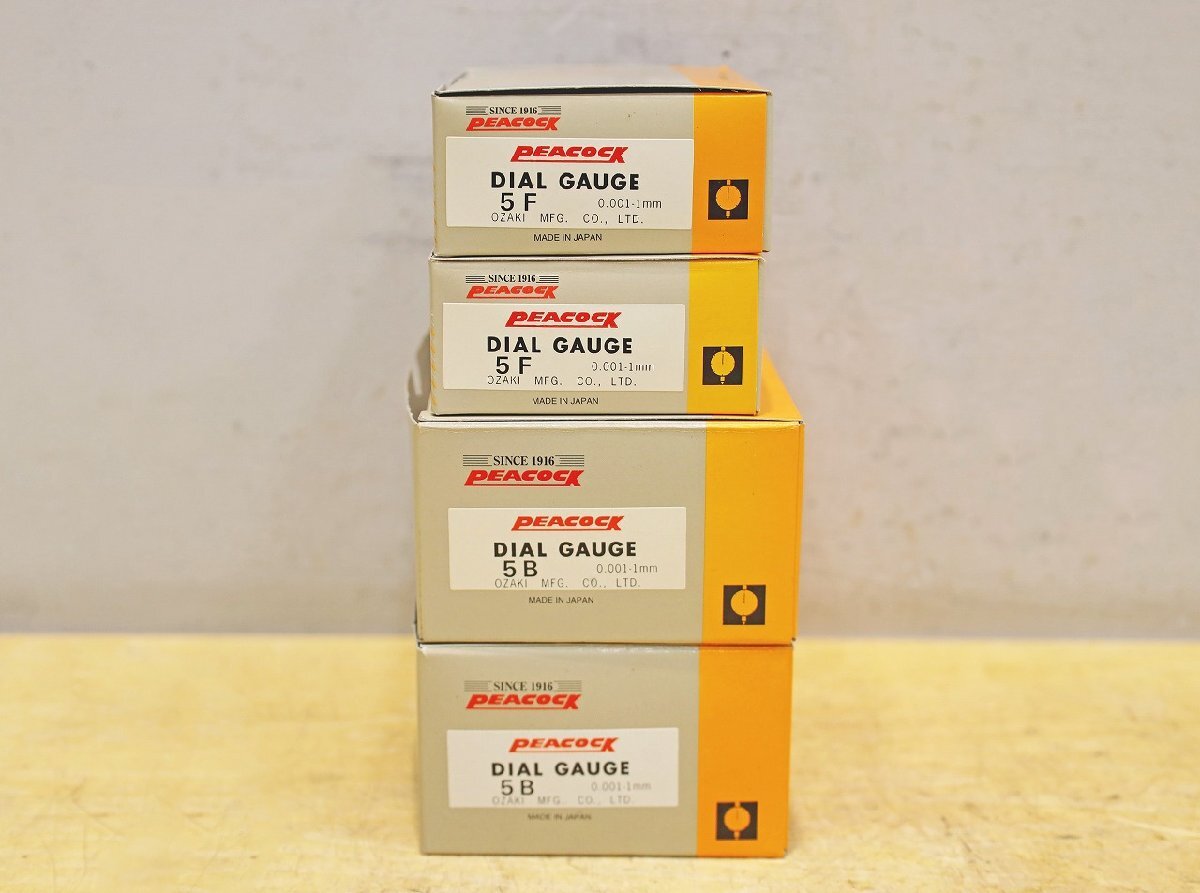 SINCE 1916
PEACOCK
PEACOCK
DIAL GAUGE
5F 0.001-1mm
OZAKI MFG. CO., LTD.
MADE IN JAPAN
SINCE 1916
PEACOCK
PEACOCK
DIAL GAUGE
5F 0.001-1mm
OZAKI MFG. CO., LTD.
MADE IN JAPAN
SINCE 1916
PEACOCK
PEACOCK
DIAL GAUGE
5B 0.001-1mm
OZAKI MFG. CO., LTD.
MADE IN JAPAN
SINCE 1916
PEACOCK
PEACOCK
DIAL GAUGE
5B 0.001-1mm
OZAKI MFG. CO., LTD.
MADE IN JAPAN